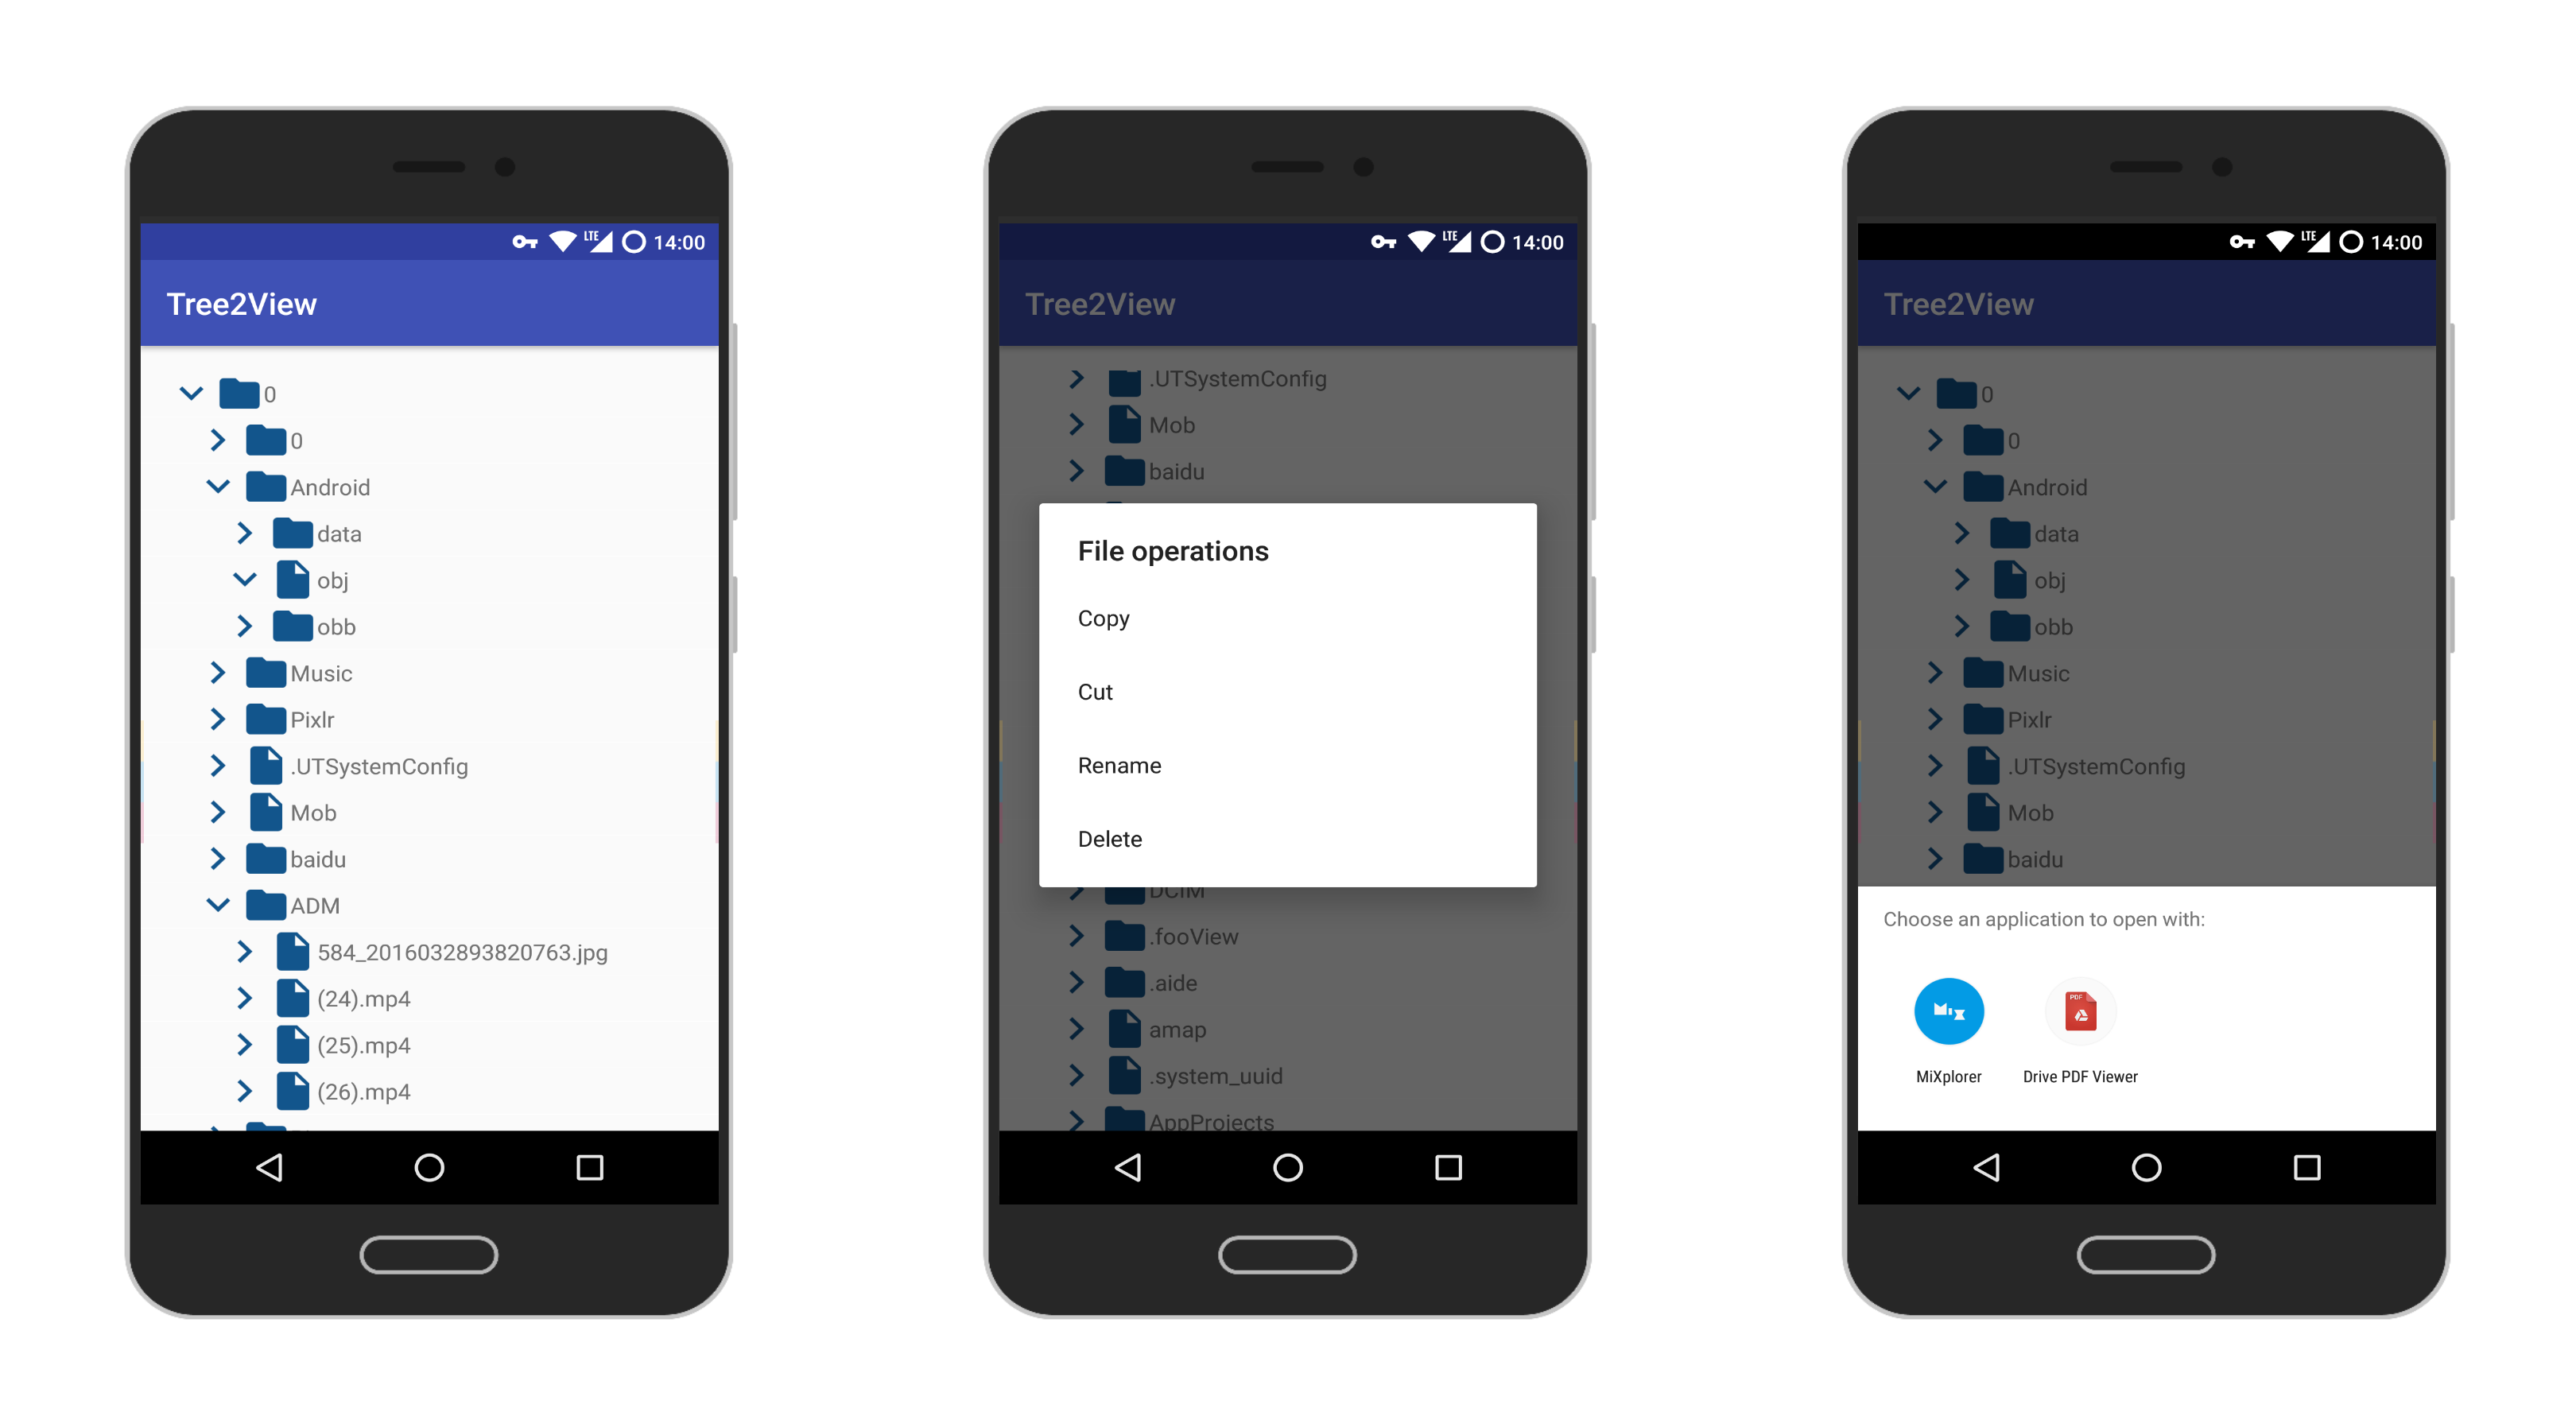 LTE 14:00
Tree2View
0
0
Android
data
obj
obb
Music
Pixlr
.UTSystemConfig
Mob
baidu
ADM
584_2016032893820763.jpg
(24).mp4
(25).mp4
(26).mp4
LTE 14:00
Tree2View
.UTSystemConfig
Mob
baidu
File operations
Copy
Cut
Rename
Delete
DCIM
.fooView
.aide
amap
.system_uuid
AppProjects
LTE 14:00
Tree2View
0
0
Android
data
obj
obb
Music
Pixlr
.UTSystemConfig
Mob
baidu
Choose an application to open with:
PDF
MiXplorer
Drive PDF Viewer